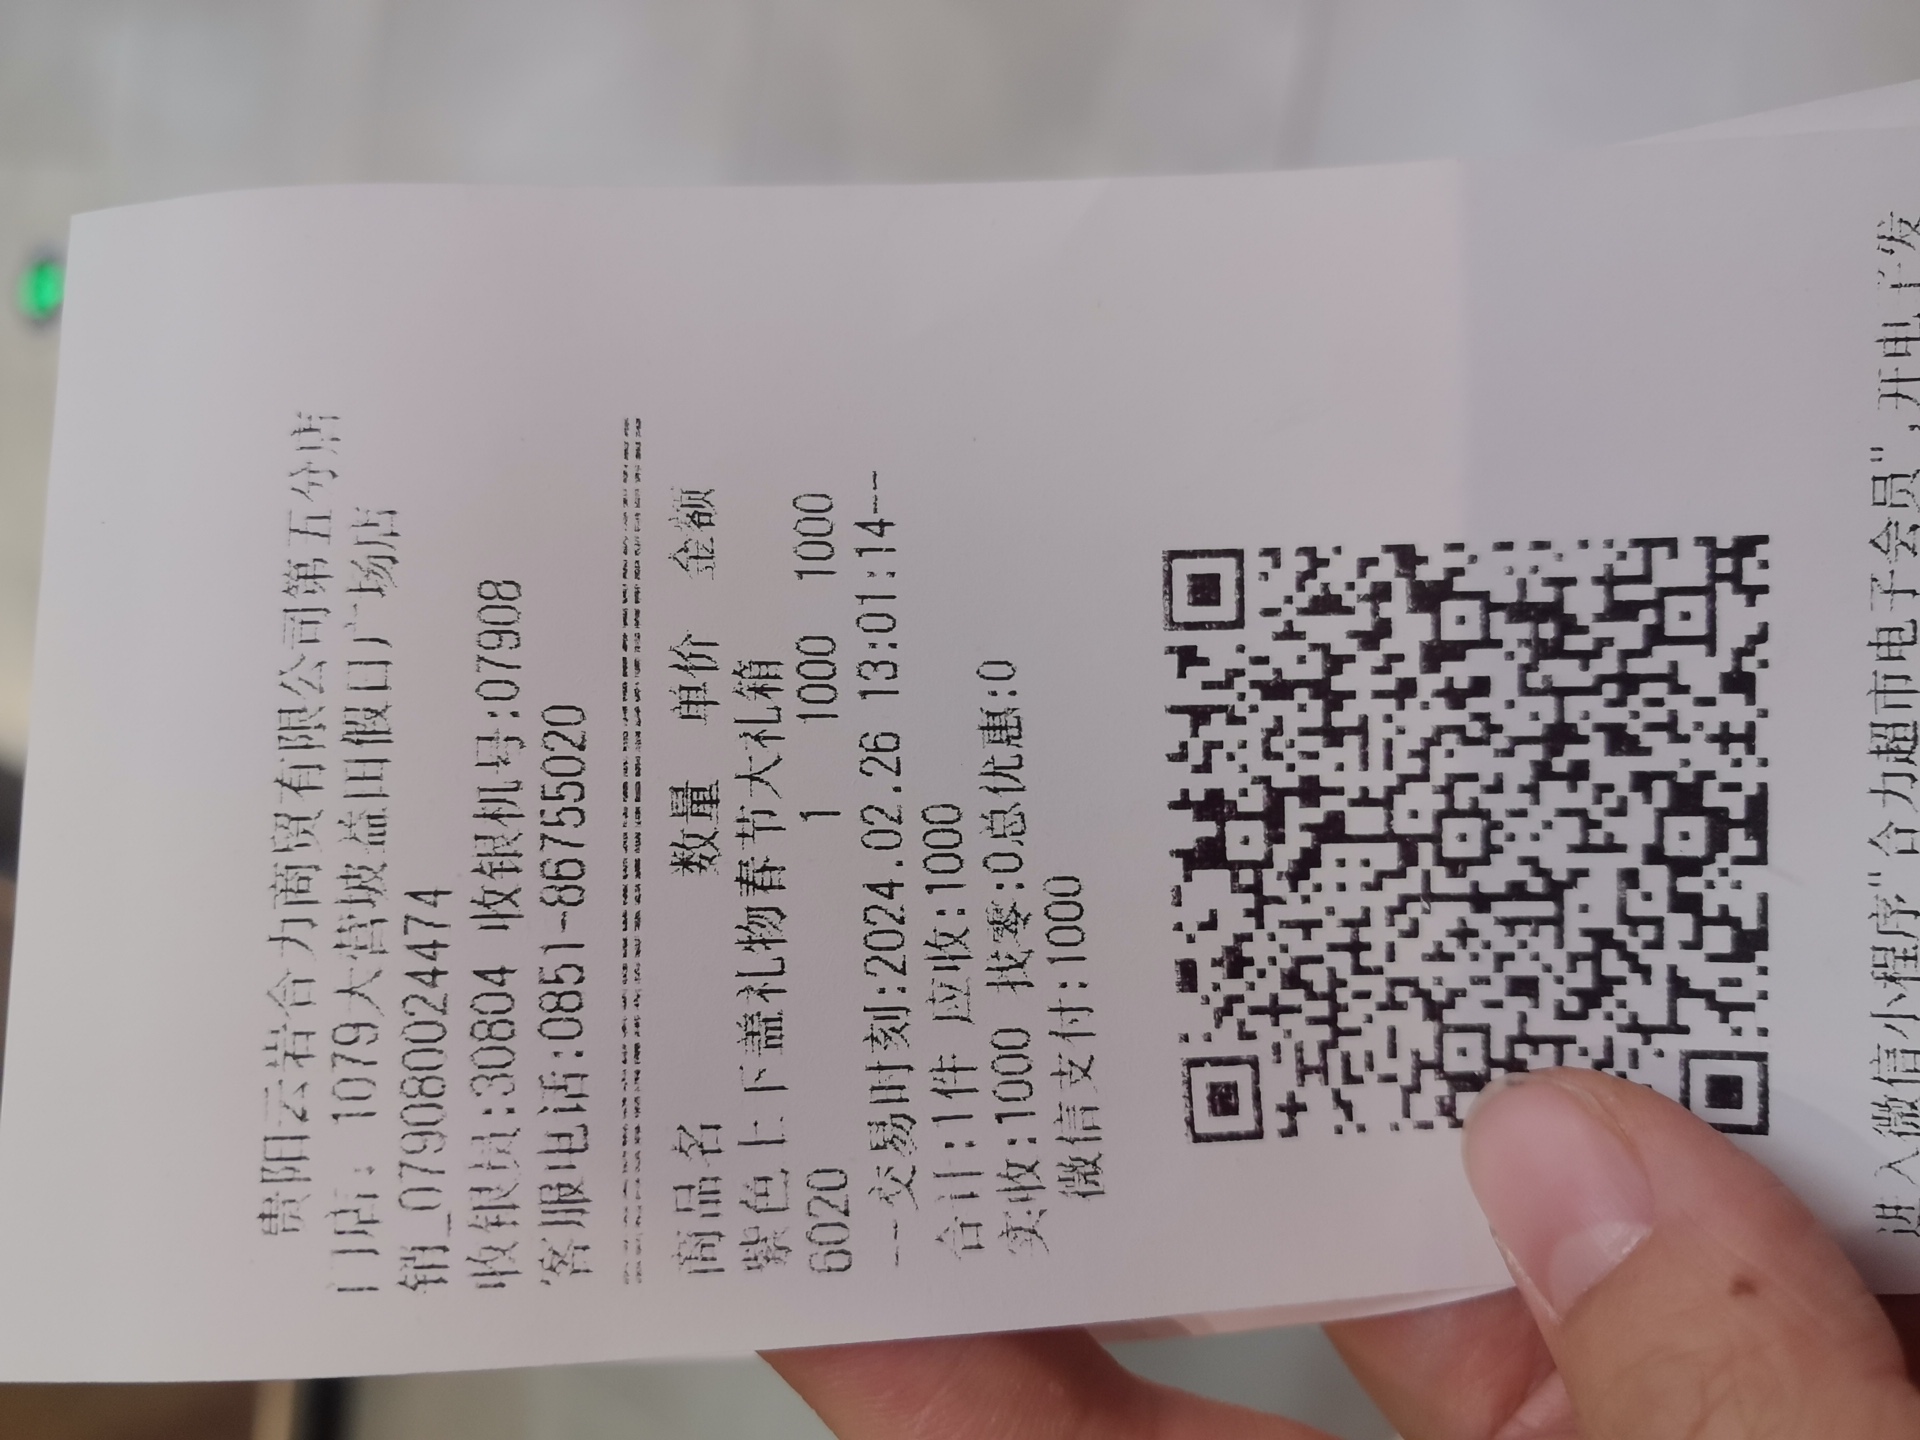 贵阳云岩合力商贸有限公司第五分店
门店: 1079大营坡益田假日广场店
销_079080024474
收银员:30804 收银机号:07908
客服电话:0851-86755020
商品名 数量 单价 金额
紫色上下盖礼物春节大礼箱
6020 1 1000 1000
---交易时刻:2024.02.26 13:01:14---
合计:1件 应收:1000
实收:1000 找零:0总优惠:0
微信支付:1000
进入微信小程序"合力超市电子会员",开电子发